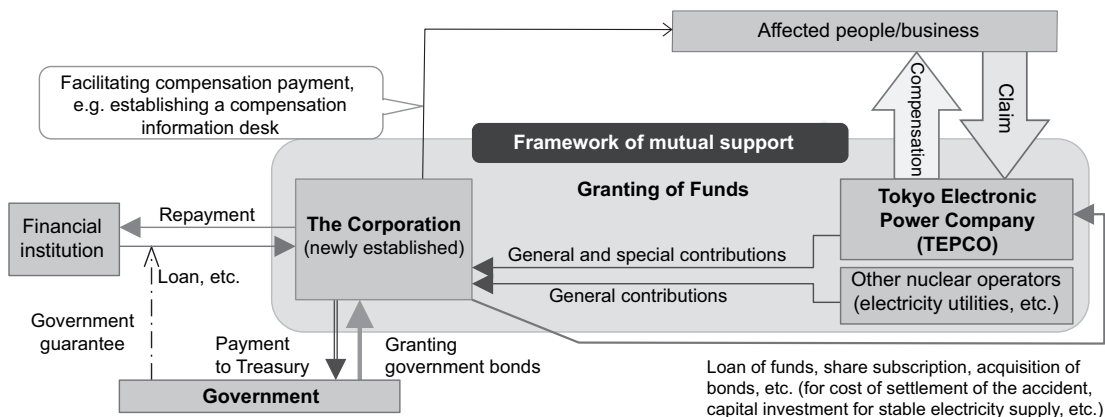 Affected people/business
Facilitating compensation payment,
e.g. establishing a compensation
information desk
Compensation
Claim
Framework of mutual support
Granting of Funds
Tokyo Electronic
Power Company
(TEPCO)
The Corporation
(newly established)
Financial
institution
Repayment
Loan, etc.
General and special contributions
General contributions
Other nuclear operators
(electricity utilities, etc.)
Government
guarantee
Payment
to Treasury
Granting
government bonds
Government
Loan of funds, share subscription, acquisition of
bonds, etc. (for cost of settlement of the accident,
capital investment for stable electricity supply, etc.)